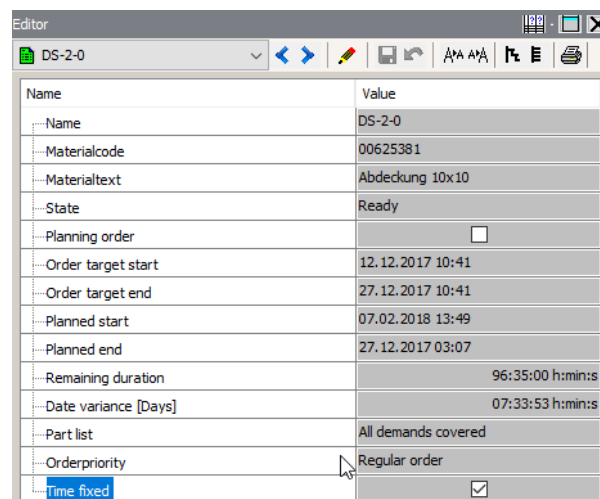 Editor
DS-2-0
Name Value
Name DS-2-0
Materialcode 00625381
Materialtext Abdeckung 10x10
State Ready
Planning order
Order target start 12.12.2017 10:41
Order target end 27.12.2017 10:41
Planned start 07.02.2018 13:49
Planned end 27.12.2017 03:07
Remaining duration 96:35:00 h:min:s
Date variance [Days] 07:33:53 h:min:s
Part list All demands covered
Orderpriority Regular order
Time fixed